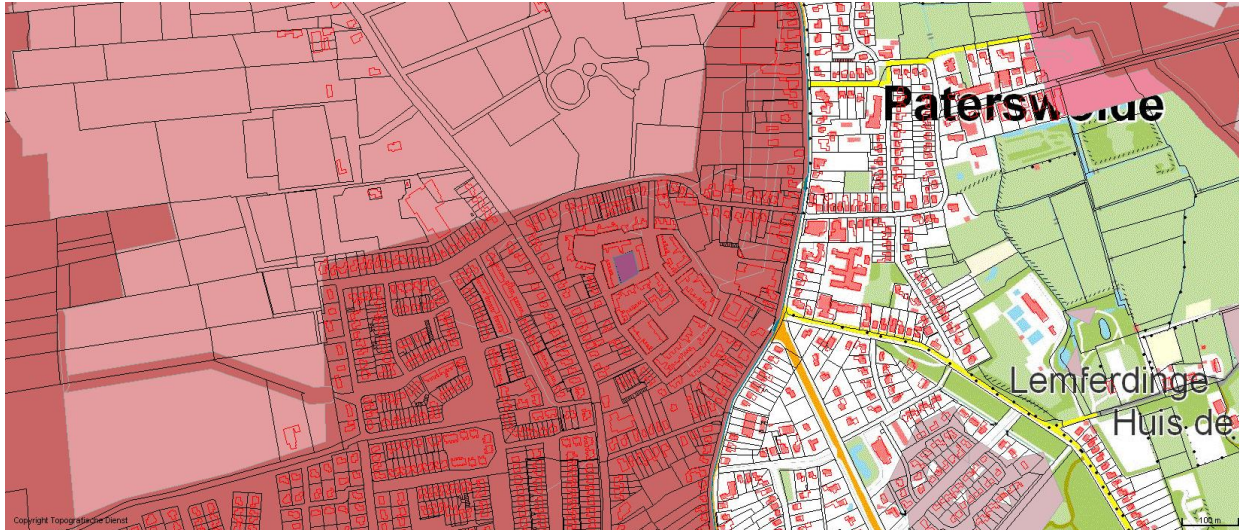 Paterswolde
Lemferdinge
Huis de
Copyright Topografische Dienst
100 m